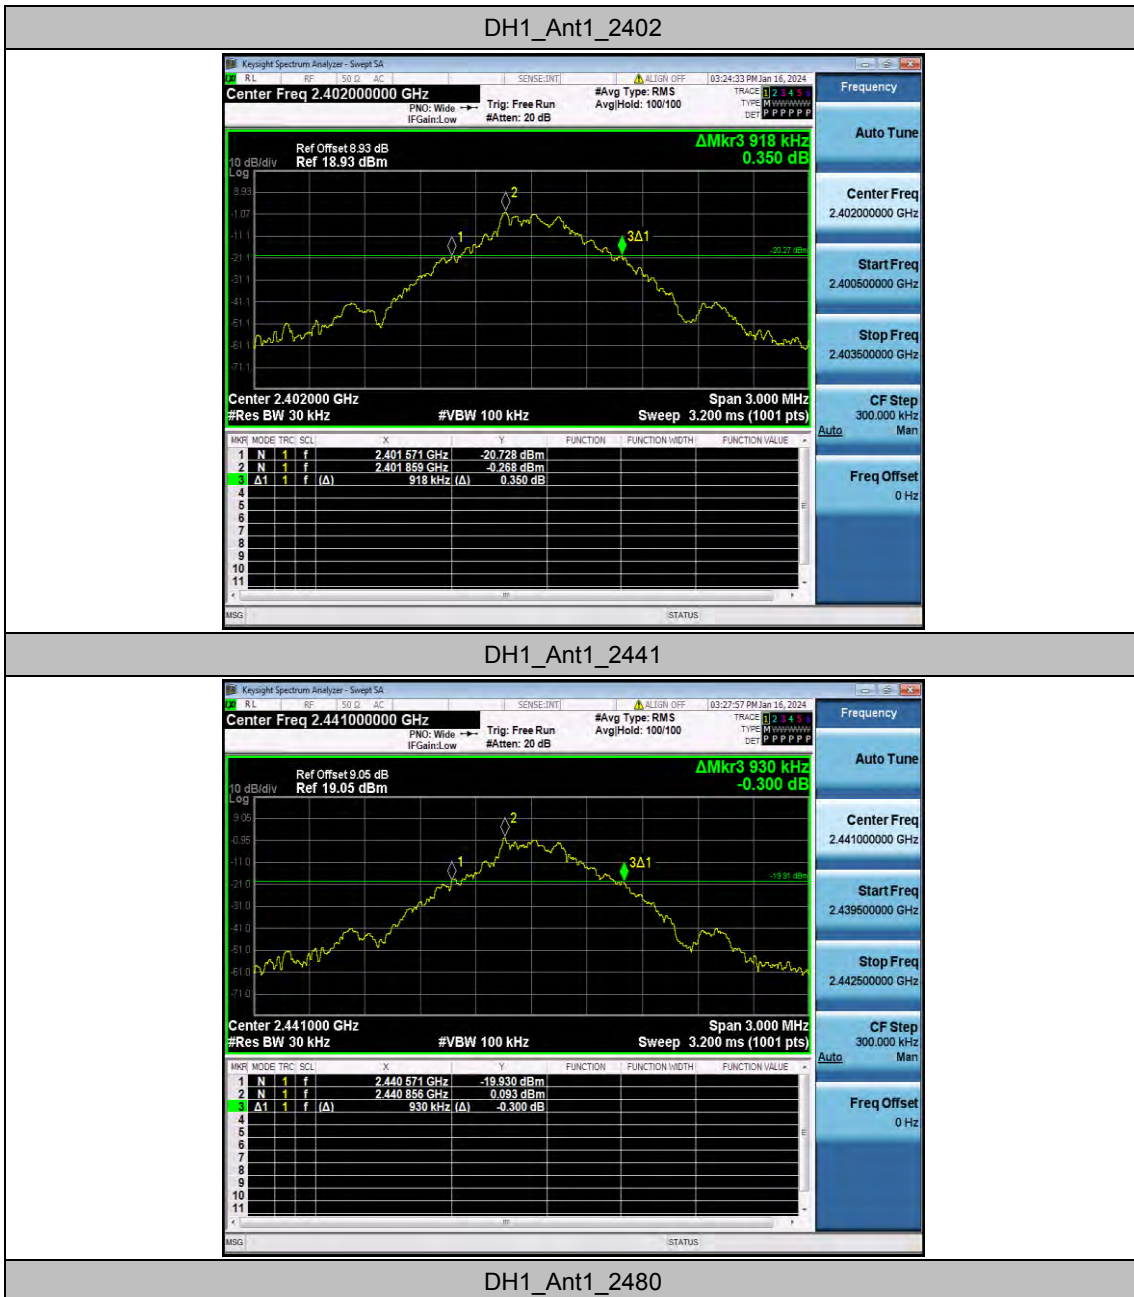 DH1_Ant1_2402
Keysight Spectrum Analyzer - Swept SA
RL RF 50 Ω AC SENSE:INT ALIGN OFF 03:24:33 PM Jan 16, 2024
Center Freq 2.402000000 GHz
PNO: Wide
IFGain:Low
Trig: Free Run
#Atten: 20 dB
#Avg Type: RMS
Avg|Hold: 100/100
TRACE 1 2 3 4 5 6
TYPE M
DET P P P P P P
Frequency
Auto Tune
Center Freq
2.402000000 GHz
Start Freq
2.400500000 GHz
Stop Freq
2.403500000 GHz
CF Step
300.000 kHz
Auto Man
Freq Offset
0 Hz
ΔMkr3 918 kHz
0.350 dB
Ref Offset 8.93 dB
10 dB/div Ref 18.93 dBm
Log
8.93
-1.07
-11.1
-21.1
-31.1
-41.1
-51.1
-61.1
-71.1
1
2
3Δ1
-20.27 dBm
Center 2.402000 GHz Span 3.000 MHz
#Res BW 30 kHz #VBW 100 kHz Sweep 3.200 ms (1001 pts)
MKR MODE TRC SCL X Y FUNCTION FUNCTION WIDTH FUNCTION VALUE
1 N 1 f 2.401 571 GHz -20.728 dBm
2 N 1 f 2.401 859 GHz -0.268 dBm
3 Δ1 1 f (Δ) 918 kHz (Δ) 0.350 dB
4
5
6
7
8
9
10
11
MSG STATUS
DH1_Ant1_2441
Keysight Spectrum Analyzer - Swept SA
RL RF 50 Ω AC SENSE:INT ALIGN OFF 03:27:57 PM Jan 16, 2024
Center Freq 2.441000000 GHz
PNO: Wide
IFGain:Low
Trig: Free Run
#Atten: 20 dB
#Avg Type: RMS
Avg|Hold: 100/100
TRACE 1 2 3 4 5 6
TYPE M
DET P P P P P P
Frequency
Auto Tune
Center Freq
2.441000000 GHz
Start Freq
2.439500000 GHz
Stop Freq
2.442500000 GHz
CF Step
300.000 kHz
Auto Man
Freq Offset
0 Hz
ΔMkr3 930 kHz
-0.300 dB
Ref Offset 9.05 dB
10 dB/div Ref 19.05 dBm
Log
9.05
-0.95
-11.0
-21.0
-31.0
-41.0
-51.0
-61.0
-71.0
1
2
3Δ1
-19.91 dBm
Center 2.441000 GHz Span 3.000 MHz
#Res BW 30 kHz #VBW 100 kHz Sweep 3.200 ms (1001 pts)
MKR MODE TRC SCL X Y FUNCTION FUNCTION WIDTH FUNCTION VALUE
1 N 1 f 2.440 571 GHz -19.930 dBm
2 N 1 f 2.440 856 GHz 0.093 dBm
3 Δ1 1 f (Δ) 930 kHz (Δ) -0.300 dB
4
5
6
7
8
9
10
11
MSG STATUS
DH1_Ant1_2480